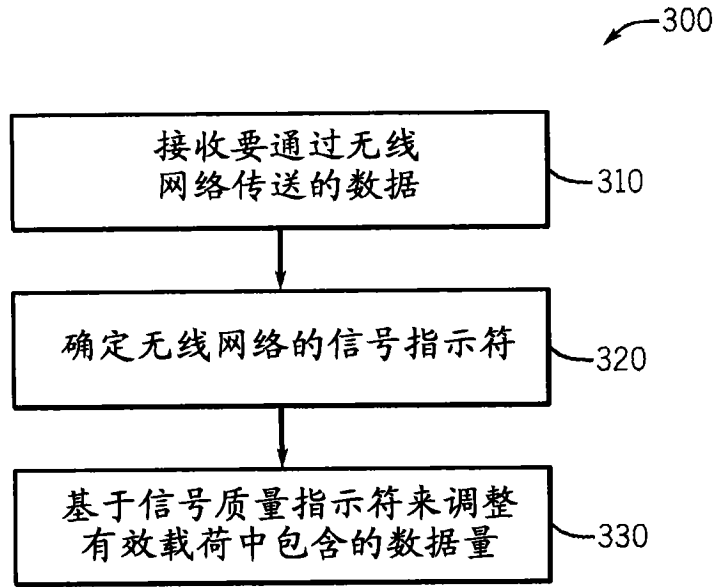 300
接收要通过无线
网络传送的数据
310
确定无线网络的信号指示符
320
基于信号质量指示符来调整
有效载荷中包含的数据量
330